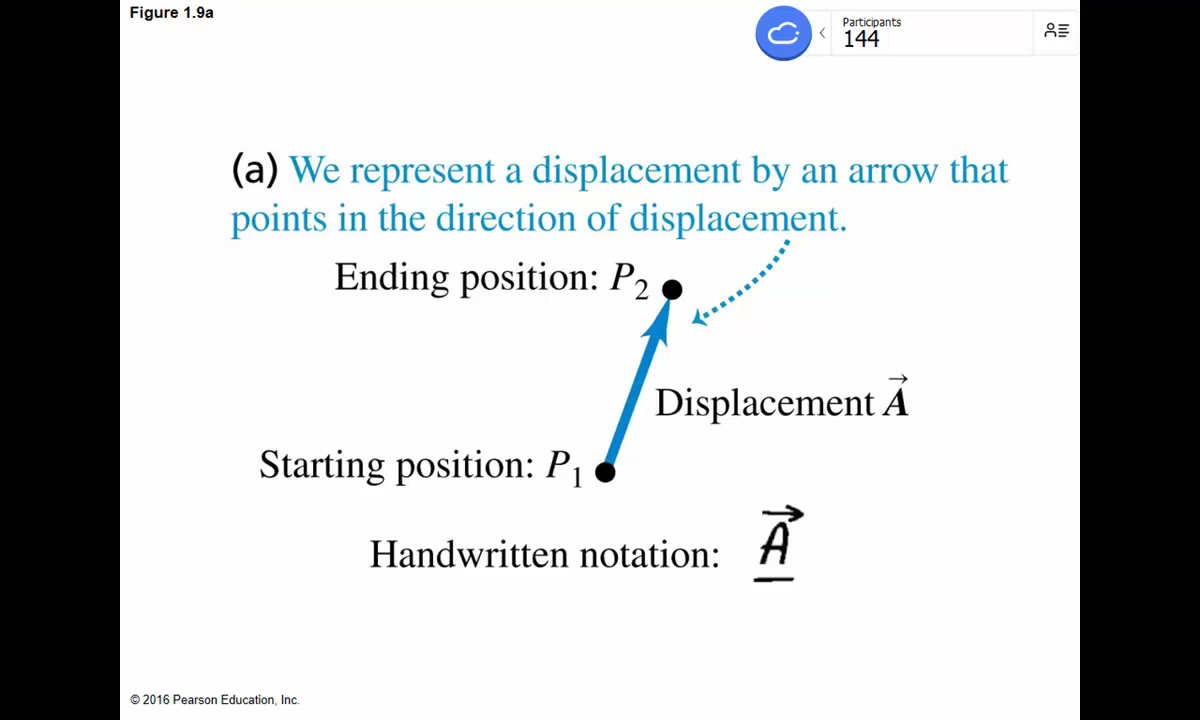 Figure 1.9a
Participants
144
(a) We represent a displacement by an arrow that
points in the direction of displacement.
Ending position: P₂
Displacement A⃗
Starting position: P₁
Handwritten notation: A⃗
© 2016 Pearson Education, Inc.